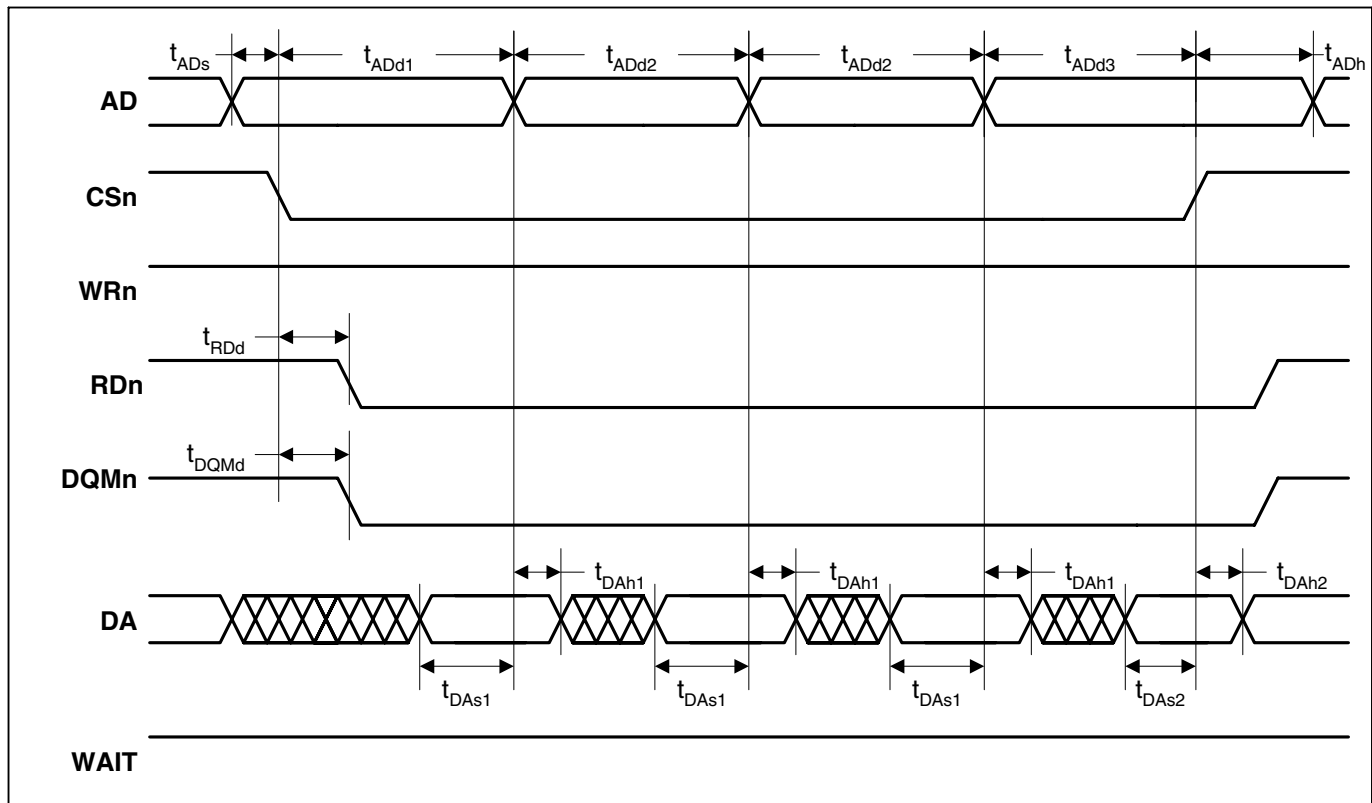 tADs tADd1 tADd2 tADd2 tADd3 tADh
AD
CSn
WRn
tRDd
RDn
tDQMd
DQMn
tDAh1 tDAh1 tDAh1 tDAh2
DA
tDAs1 tDAs1 tDAs1 tDAs2
WAIT